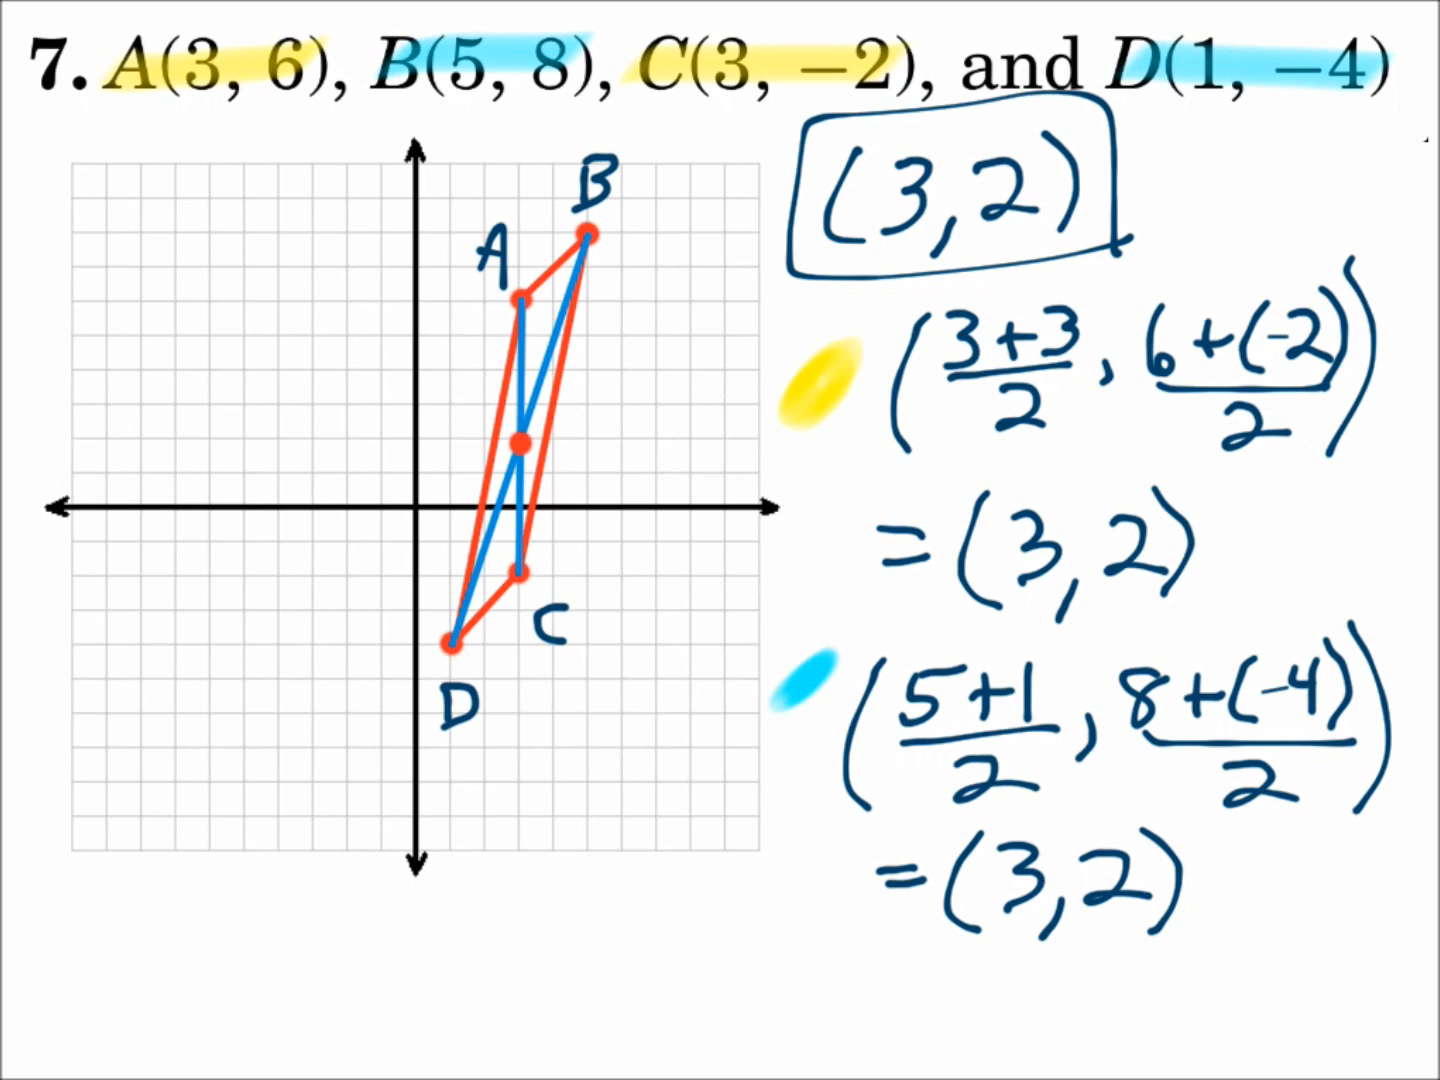 7. A(3, 6), B(5, 8), C(3, −2), and D(1, −4)
(3,2)
B
A
(3+3/2, 6+(-2)/2)
=(3,2)
C
(5+1/2, 8+(-4)/2)
D
=(3,2)